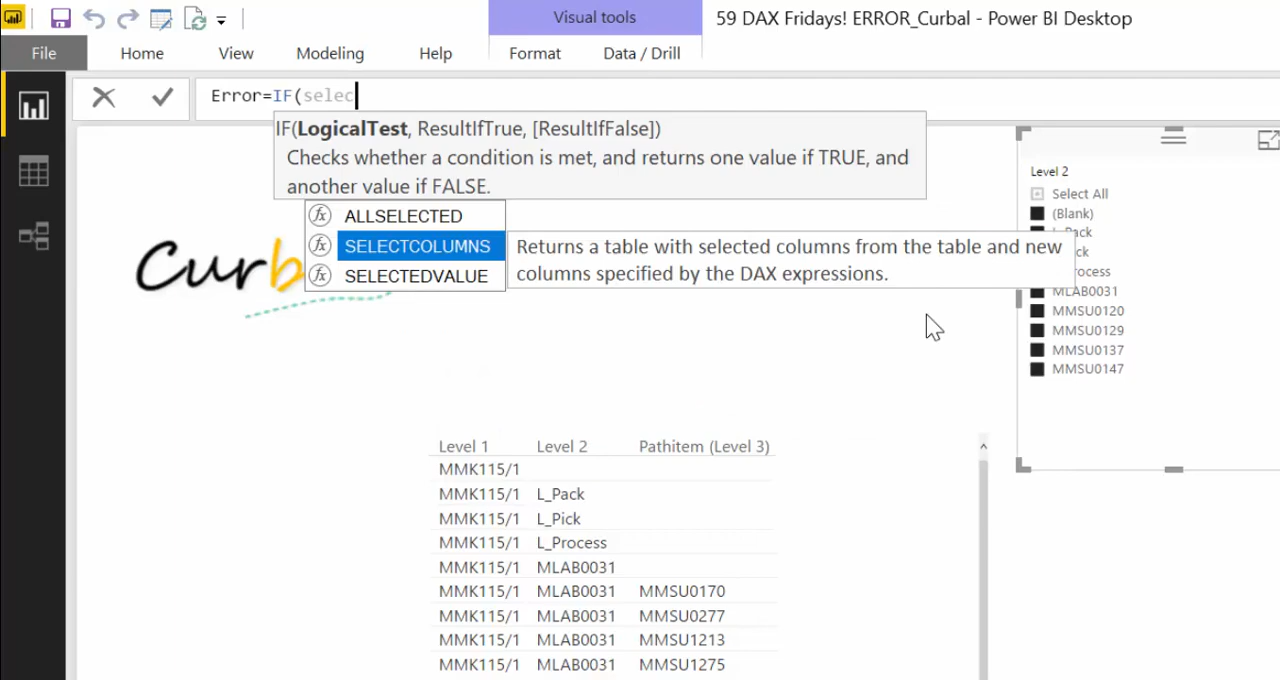 Visual tools
59 DAX Fridays! ERROR_Curbal - Power BI Desktop
File Home View Modeling Help Format Data / Drill
Error=IF(selec
IF(LogicalTest, ResultIfTrue, [ResultIfFalse])
Checks whether a condition is met, and returns one value if TRUE, and
another value if FALSE.
ALLSELECTED
SELECTCOLUMNS
Returns a table with selected columns from the table and new
columns specified by the DAX expressions.
SELECTEDVALUE
Curb
Level 2
Select All
(Blank)
Pack
ck
rocess
MLAB0031
MMSU0120
MMSU0129
MMSU0137
MMSU0147
Level 1 Level 2 Pathitem (Level 3)
MMK115/1
MMK115/1 L_Pack
MMK115/1 L_Pick
MMK115/1 L_Process
MMK115/1 MLAB0031
MMK115/1 MLAB0031 MMSU0170
MMK115/1 MLAB0031 MMSU0277
MMK115/1 MLAB0031 MMSU1213
MMK115/1 MLAB0031 MMSU1275